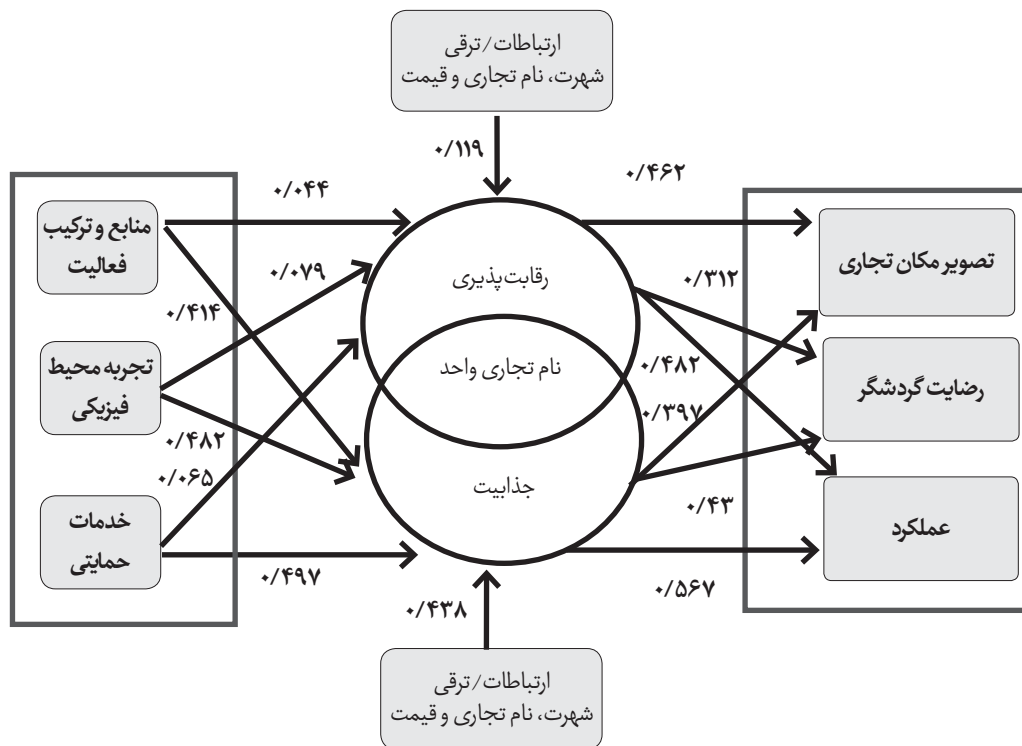 ارتباطات/ترقی
شهرت، نام تجاری و قیمت
۰/۱۱۹
۰/۰۴۴
۰/۴۶۲
منابع و ترکیب
فعالیت
تصویر مکان تجاری
رقابت‌پذیری
۰/۰۷۹
۰/۳۱۲
۰/۴۱۴
تجربه محیط
فیزیکی
نام تجاری واحد
۰/۴۸۲
رضایت گردشگر
۰/۳۹۷
۰/۴۸۲
۰/۰۶۵
جذابیت
۰/۴۳
خدمات
حمایتی
عملکرد
۰/۴۹۷
۰/۵۶۷
۰/۴۳۸
ارتباطات/ترقی
شهرت، نام تجاری و قیمت